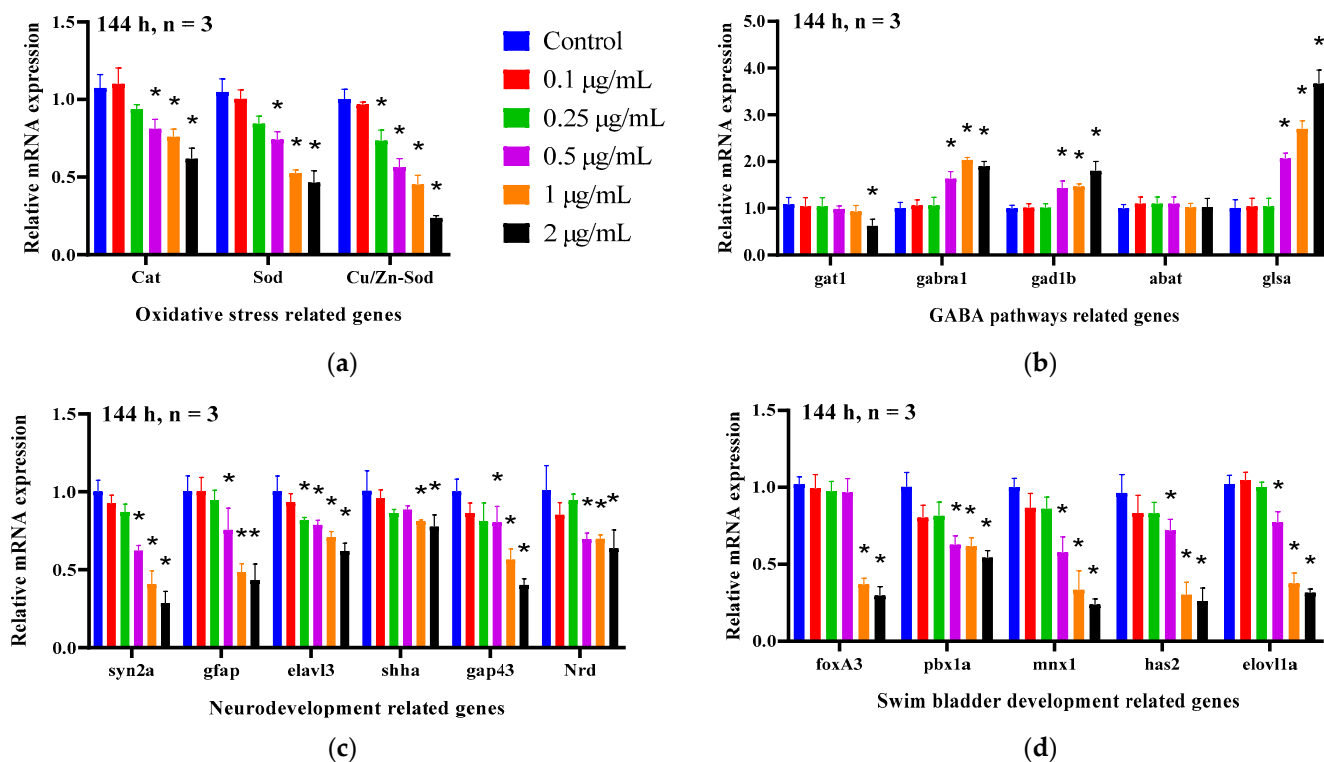 144 h, n = 3
Relative mRNA expression
1.5
1.0
0.5
0.0
Cat Sod Cu/Zn-Sod
Oxidative stress related genes
(a)
Control
0.1 μg/mL
0.25 μg/mL
0.5 μg/mL
1 μg/mL
2 μg/mL
144 h, n = 3
Relative mRNA expression
5.0
4.0
3.0
2.0
1.0
0.0
* * * * * * * * * *
gat1 gabra1 gad1b abat glsa
GABA pathways related genes
(b)
144 h, n = 3
Relative mRNA expression
1.5
1.0
0.5
0.0
syn2a gfap elavl3 shha gap43 Nrd
Neurodevelopment related genes
(c)
144 h, n = 3
Relative mRNA expression
1.5
1.0
0.5
0.0
foxA3 pbx1a mnx1 has2 elovl1a
Swim bladder development related genes
(d)